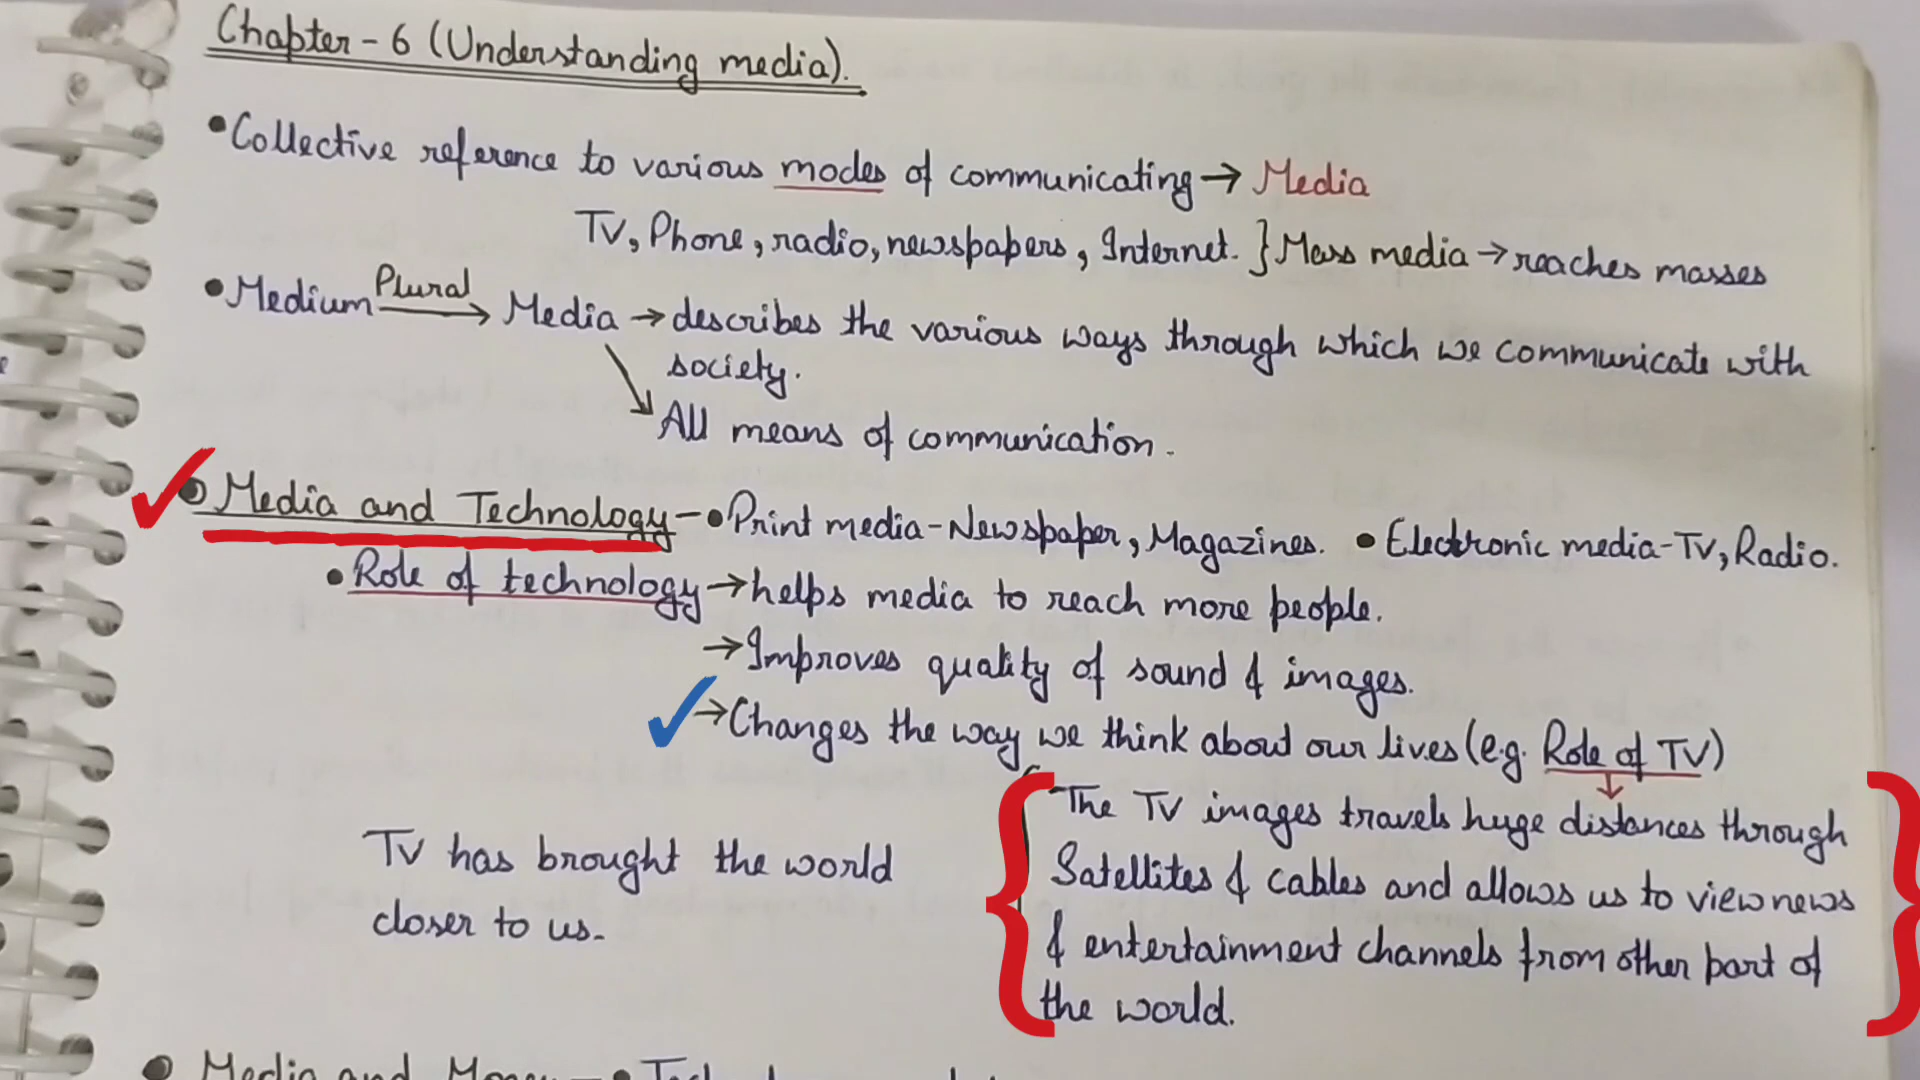 Chapter - 6 (Understanding media).
• Collective reference to various modes of communicating → Media
TV, Phone, radio, newspapers, Internet. } Mass media → reaches masses
• Medium Plural → Media → describes the various ways through which we communicate with
society.
All means of communication.
Media and Technology - • Print media - Newspaper, Magazines. • Electronic media - TV, Radio.
• Role of technology → helps media to reach more people.
→ Improves quality of sound & images.
→ Changes the way we think about our lives (e.g. Role of TV)
The TV images travels huge distances through
Satellites & cables and allows us to view news
& entertainment channels from other part of
the world.
TV has brought the world
closer to us.
Media and